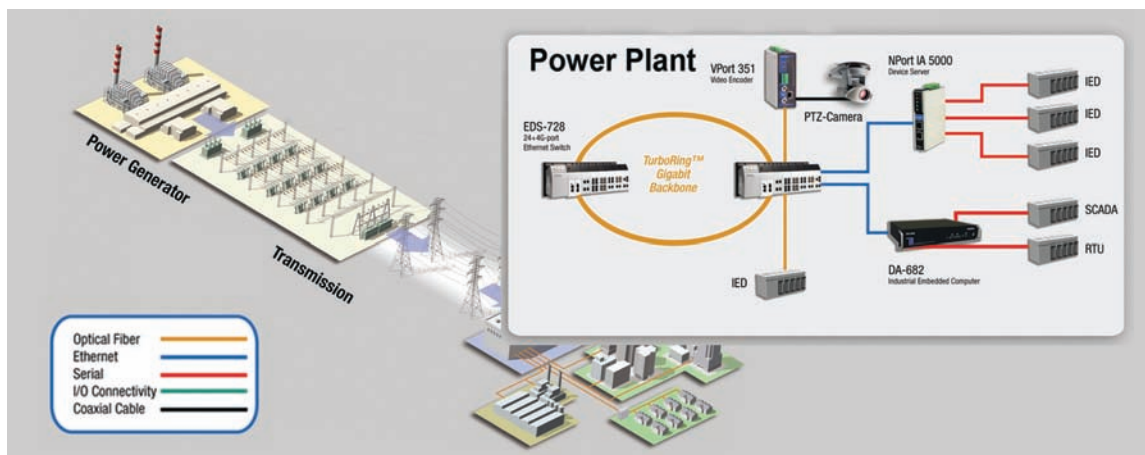 Power Generator
Transmission
Power Plant
VPort 351
Video Encoder
PTZ-Camera
NPort IA 5000
Device Server
IED
IED
IED
EDS-728
24+4G-port
Ethernet Switch
TurboRing™
Gigabit
Backbone
SCADA
RTU
DA-682
Industrial Embedded Computer
IED
Optical Fiber
Ethernet
Serial
I/O Connectivity
Coaxial Cable